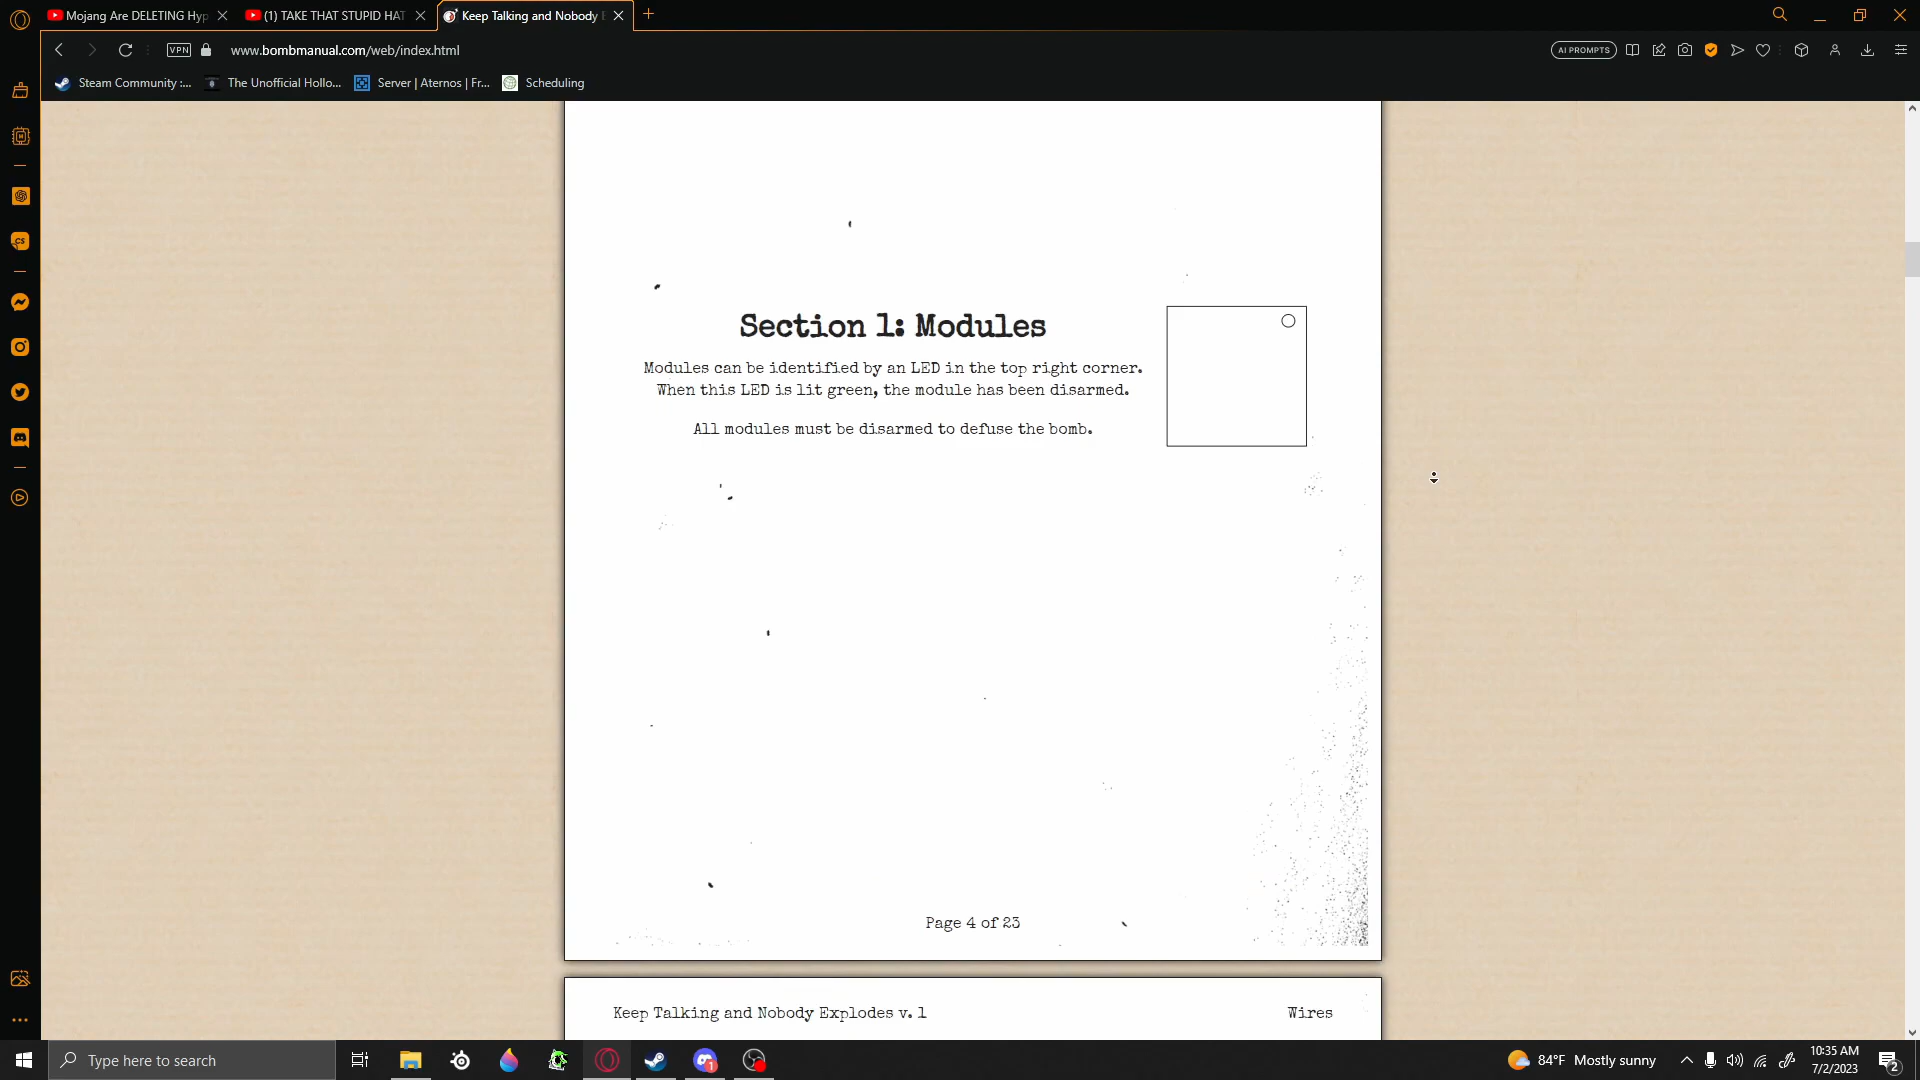 Mojang Are DELETING Hyp
(1) TAKE THAT STUPID HAT
Keep Talking and Nobody E
VPN
www.bombmanual.com/web/index.html
AI PROMPTS
Steam Community :...
The Unofficial Hollo...
Server | Aternos | Fr...
Scheduling
Section 1: Modules
Modules can be identified by an LED in the top right corner.
When this LED is lit green, the module has been disarmed.
All modules must be disarmed to defuse the bomb.
Page 4 of 23
Keep Talking and Nobody Explodes v. 1
Wires
CS
Type here to search
1
84°F Mostly sunny
10:35 AM
7/2/2023
2